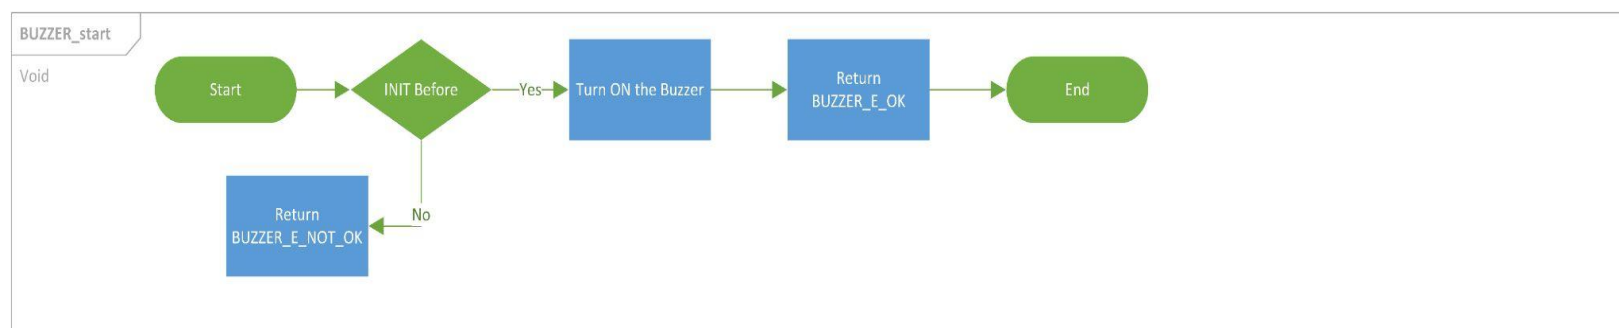 BUZZER_start
Void
Start
INIT Before
Yes
Turn ON the Buzzer
Return
BUZZER_E_OK
End
No
Return
BUZZER_E_NOT_OK